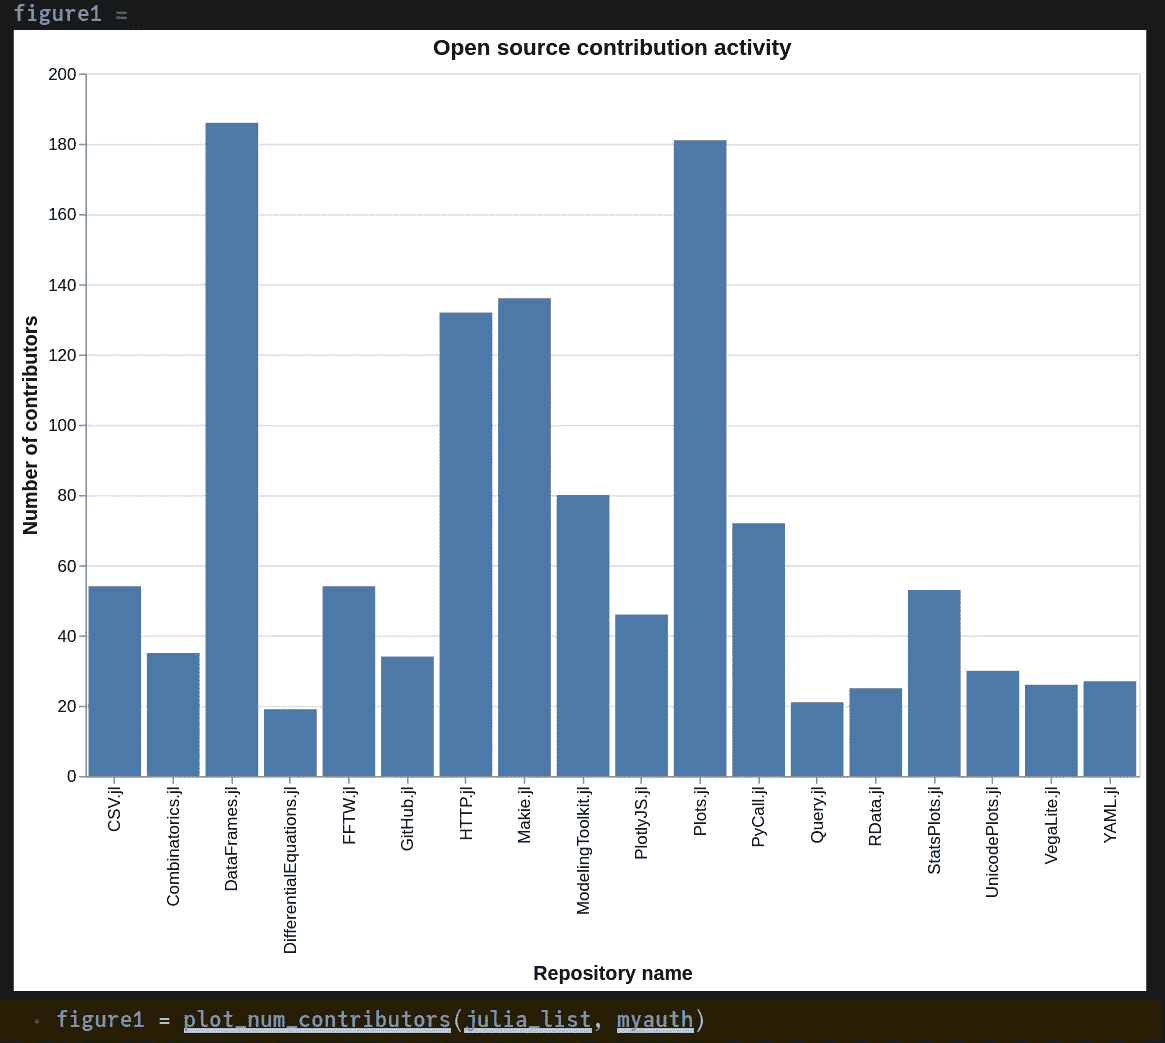 figure1 =
Open source contribution activity
200
180
160
140
120
100
80
60
40
20
0
Number of contributors
CSV.jl
Combinatorics.jl
DataFrames.jl
DifferentialEquations.jl
FFTW.jl
GitHub.jl
HTTP.jl
Makie.jl
ModelingToolkit.jl
PlotlyJS.jl
Plots.jl
PyCall.jl
Query.jl
RData.jl
StatsPlots.jl
UnicodePlots.jl
VegaLite.jl
YAML.jl
Repository name
figure1 = plot_num_contributors(julia_list, myauth)